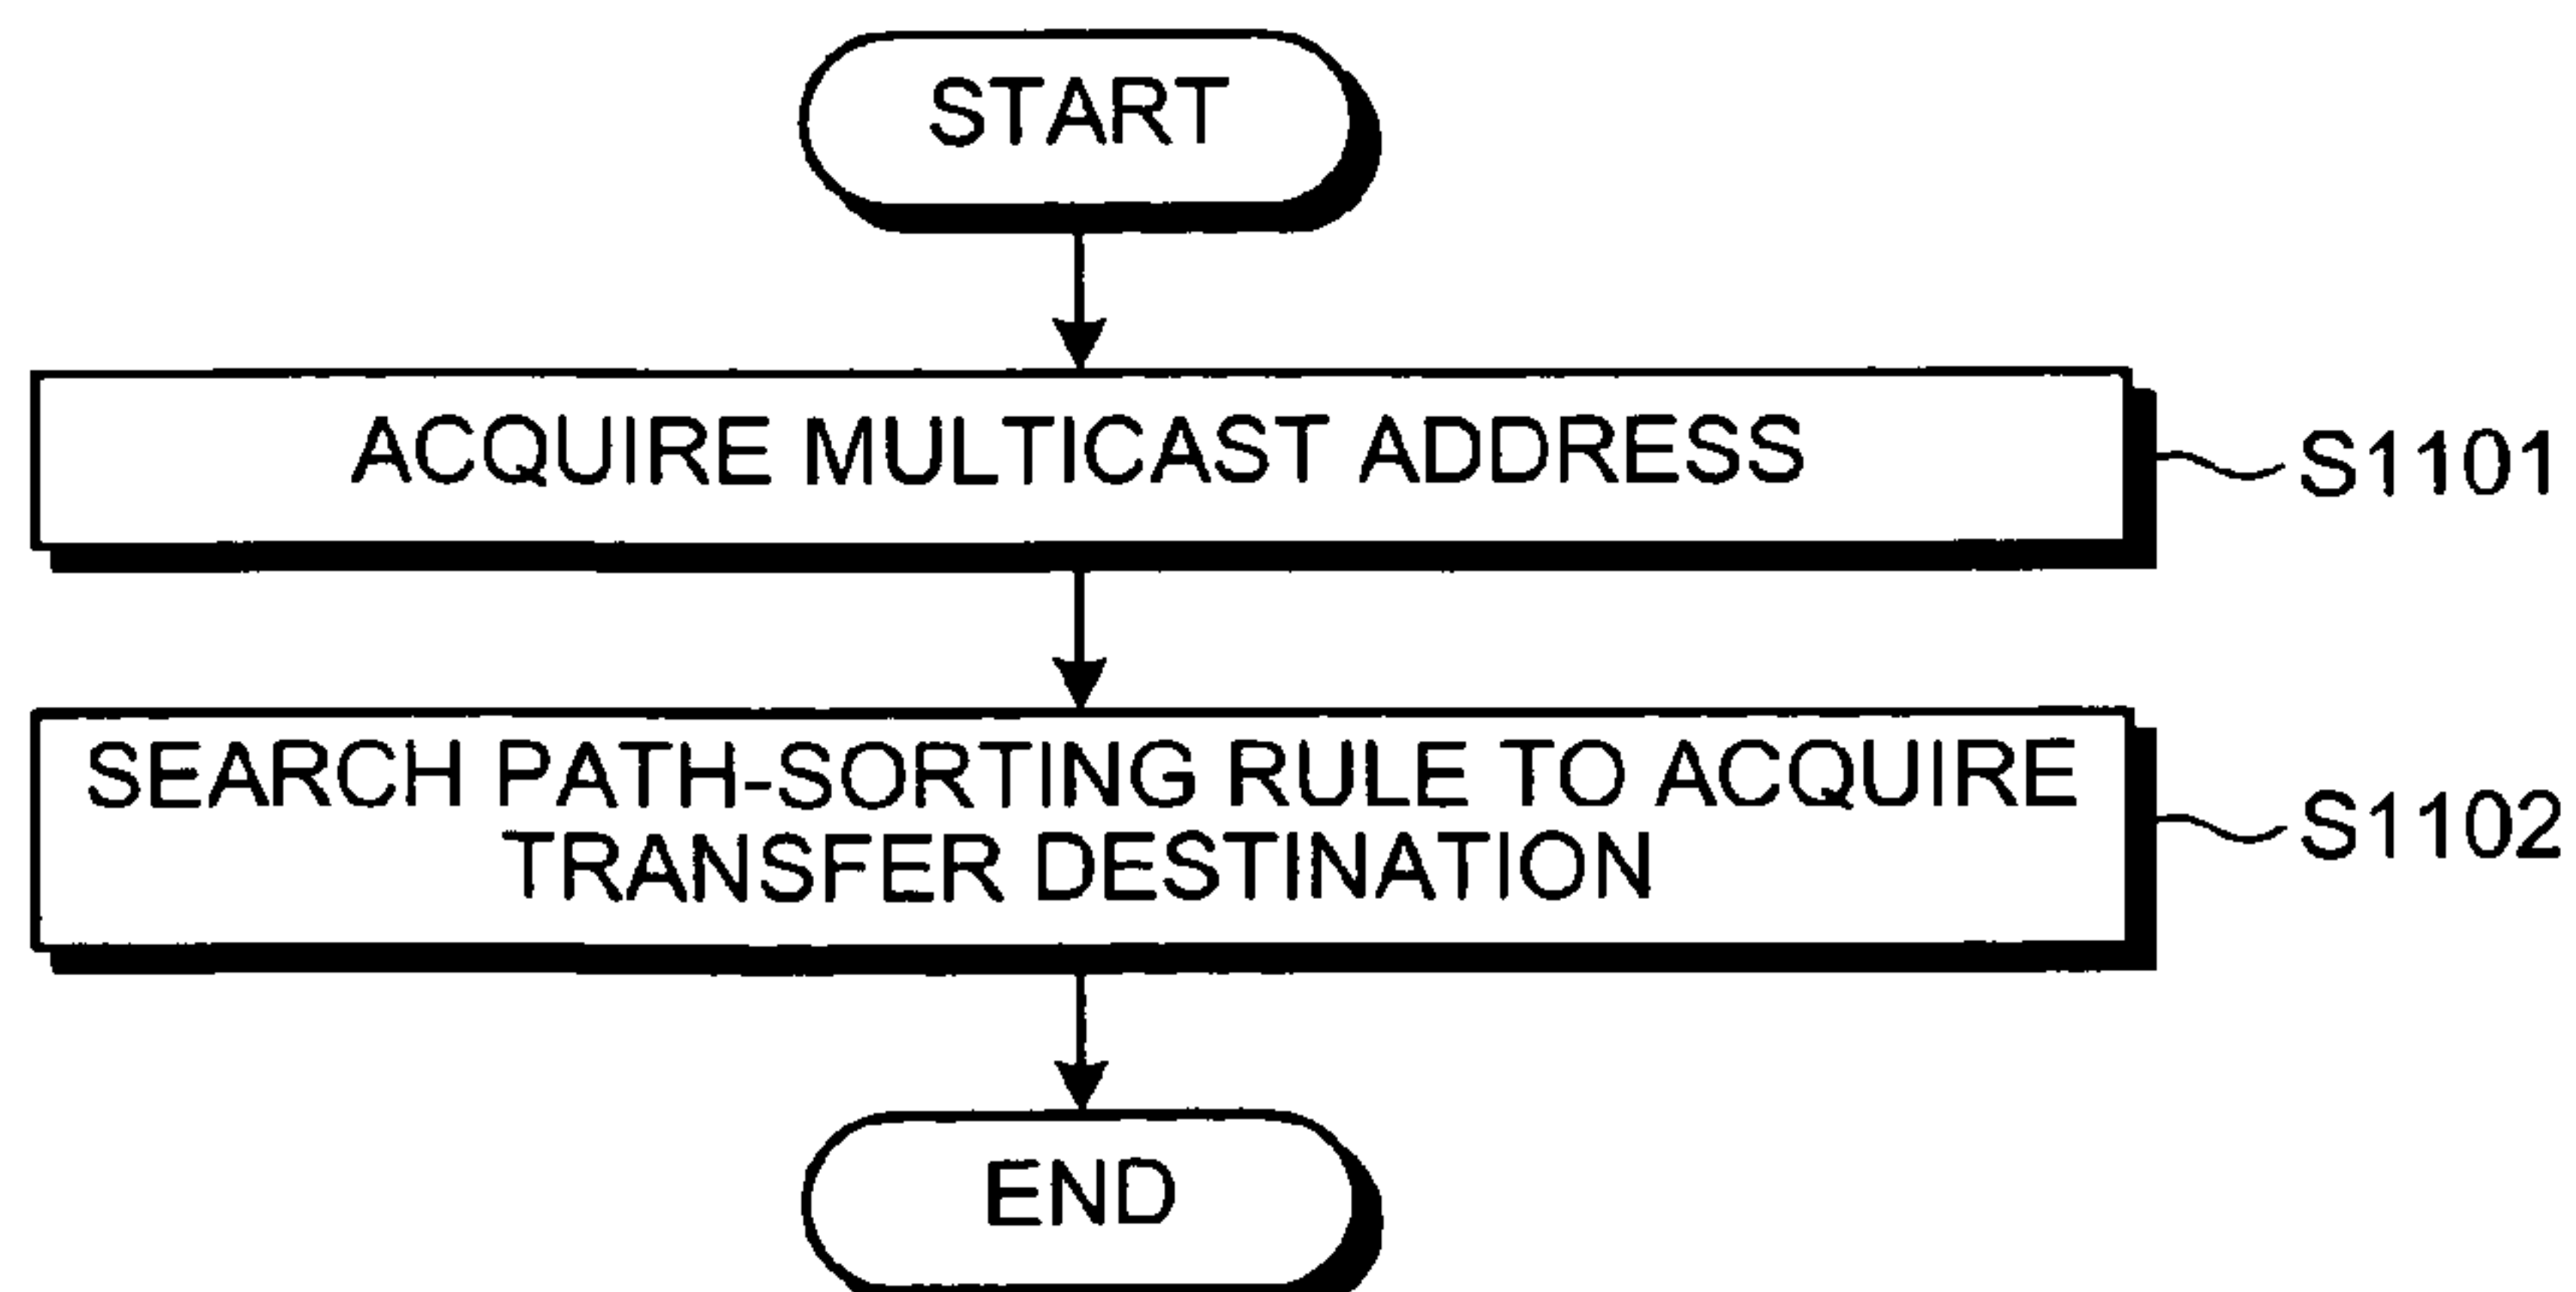 START
ACQUIRE MULTICAST ADDRESS
S1101
SEARCH PATH-SORTING RULE TO ACQUIRE
TRANSFER DESTINATION
S1102
END